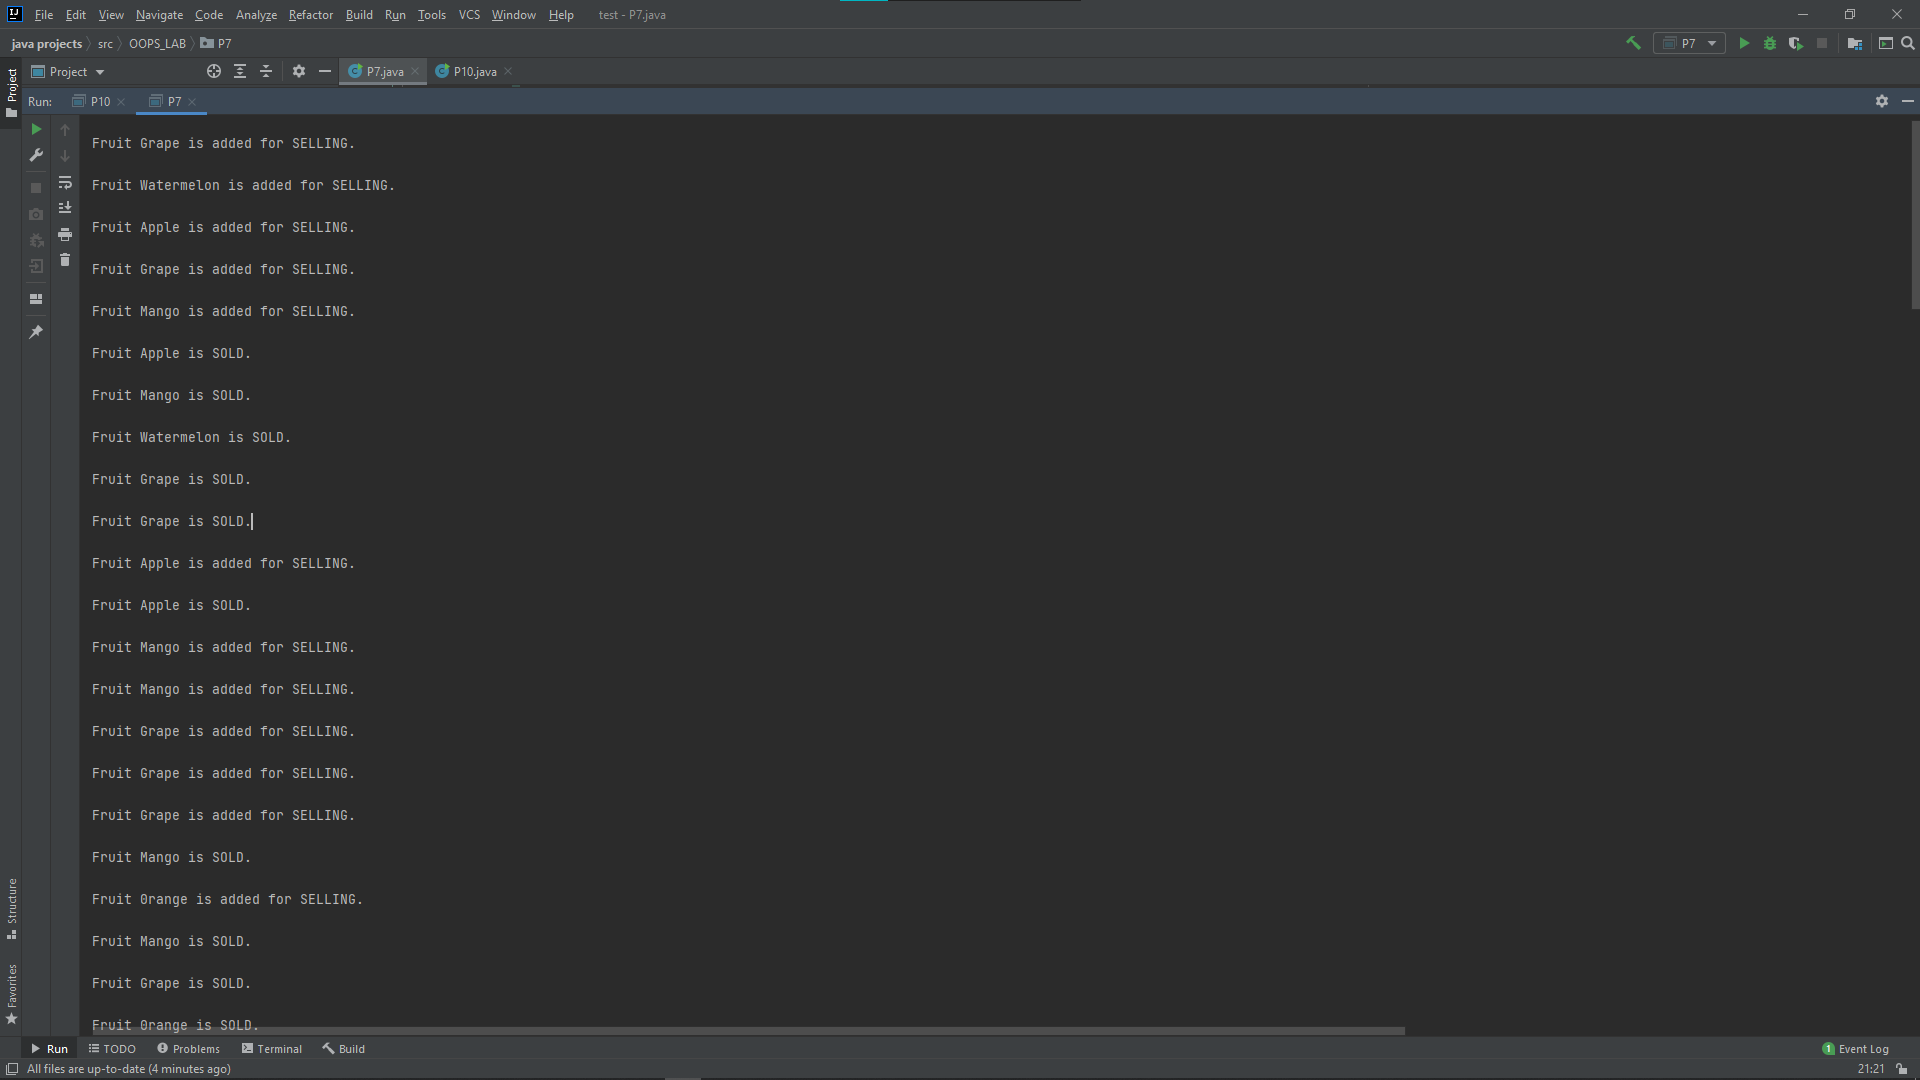 IJ File Edit View Navigate Code Analyze Refactor Build Run Tools VCS Window Help test - P7.java
java projects src OOPS_LAB P7 P7
Project Project P7.java P10.java
Run: P10 P7
Fruit Grape is added for SELLING.
Fruit Watermelon is added for SELLING.
Fruit Apple is added for SELLING.
Fruit Grape is added for SELLING.
Fruit Mango is added for SELLING.
Fruit Apple is SOLD.
Fruit Mango is SOLD.
Fruit Watermelon is SOLD.
Fruit Grape is SOLD.
Fruit Grape is SOLD.
Fruit Apple is added for SELLING.
Fruit Apple is SOLD.
Fruit Mango is added for SELLING.
Fruit Mango is added for SELLING.
Fruit Grape is added for SELLING.
Fruit Grape is added for SELLING.
Fruit Grape is added for SELLING.
Fruit Mango is SOLD.
Fruit Orange is added for SELLING.
Structure
Fruit Mango is SOLD.
Fruit Grape is SOLD.
Favorites
Fruit Orange is SOLD.
Run TODO Problems Terminal Build 1 Event Log
All files are up-to-date (4 minutes ago) 21:21